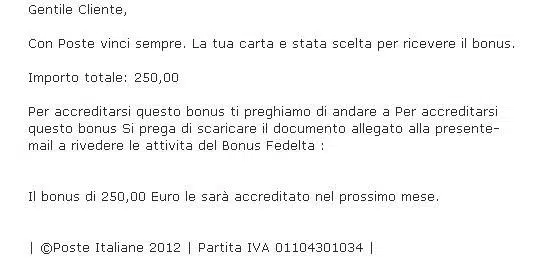 Gentile Cliente,
Con Poste vinci sempre. La tua carta e stata scelta per ricevere il bonus.
Importo totale: 250,00
Per accreditarsi questo bonus ti preghiamo di andare a Per accreditarsi
questo bonus Si prega di scaricare il documento allegato alla presente-
mail a rivedere le attivita del Bonus Fedelta :
Il bonus di 250,00 Euro le sarà accreditato nel prossimo mese.
| ©Poste Italiane 2012 | Partita IVA 01104301034 |